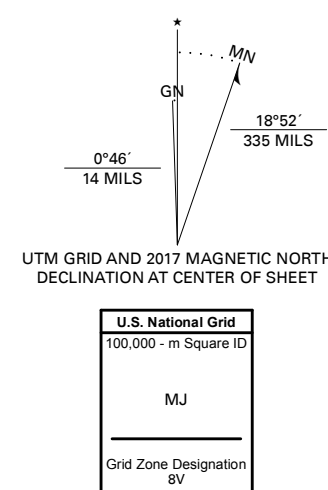 ★
MN
GN
18°52´
335 MILS
0°46´
14 MILS
UTM GRID AND 2017 MAGNETIC NORTH
DECLINATION AT CENTER OF SHEET
U.S. National Grid
100,000 - m Square ID
MJ
Grid Zone Designation
8V